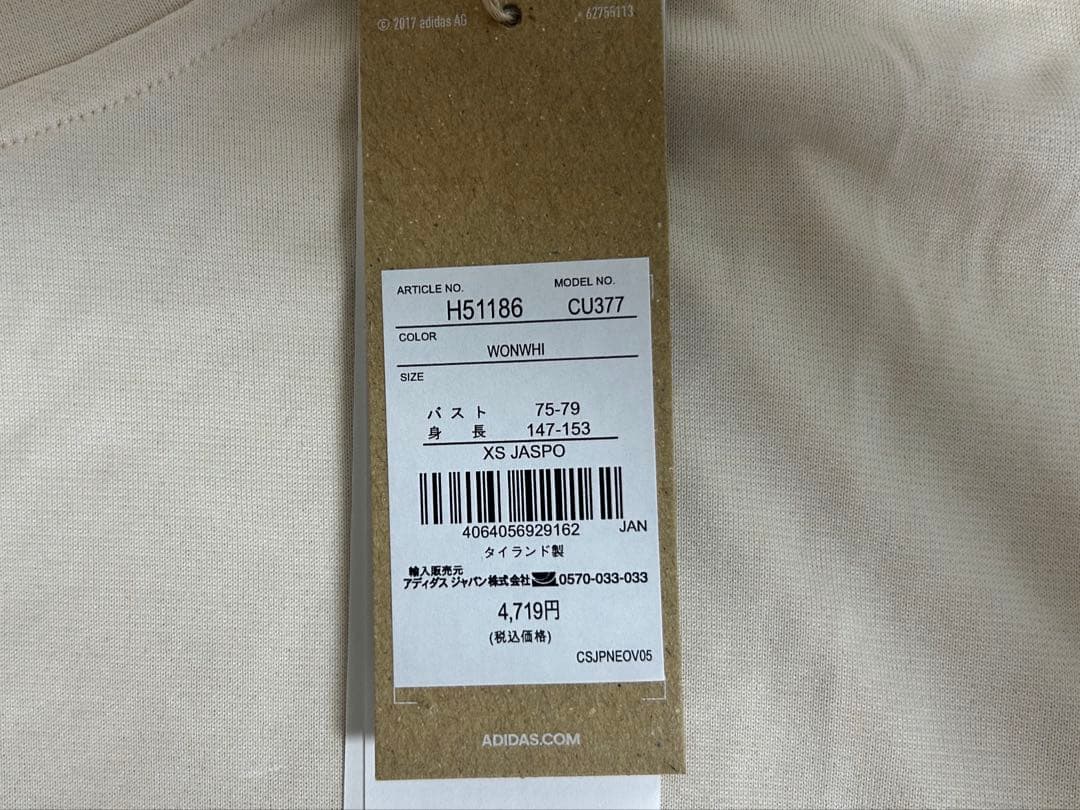 © 2017 adidas AG
62755113
ARTICLE NO.
MODEL NO.
H51186
CU377
COLOR
WONWHI
SIZE
バスト 75-79
身長 147-153
XS JASPO
4064056929162
JAN
タイランド製
輸入販売元
アディダス ジャパン株式会社 0570-033-033
4,719円
(税込価格)
CSJPNEOV05
ADIDAS.COM